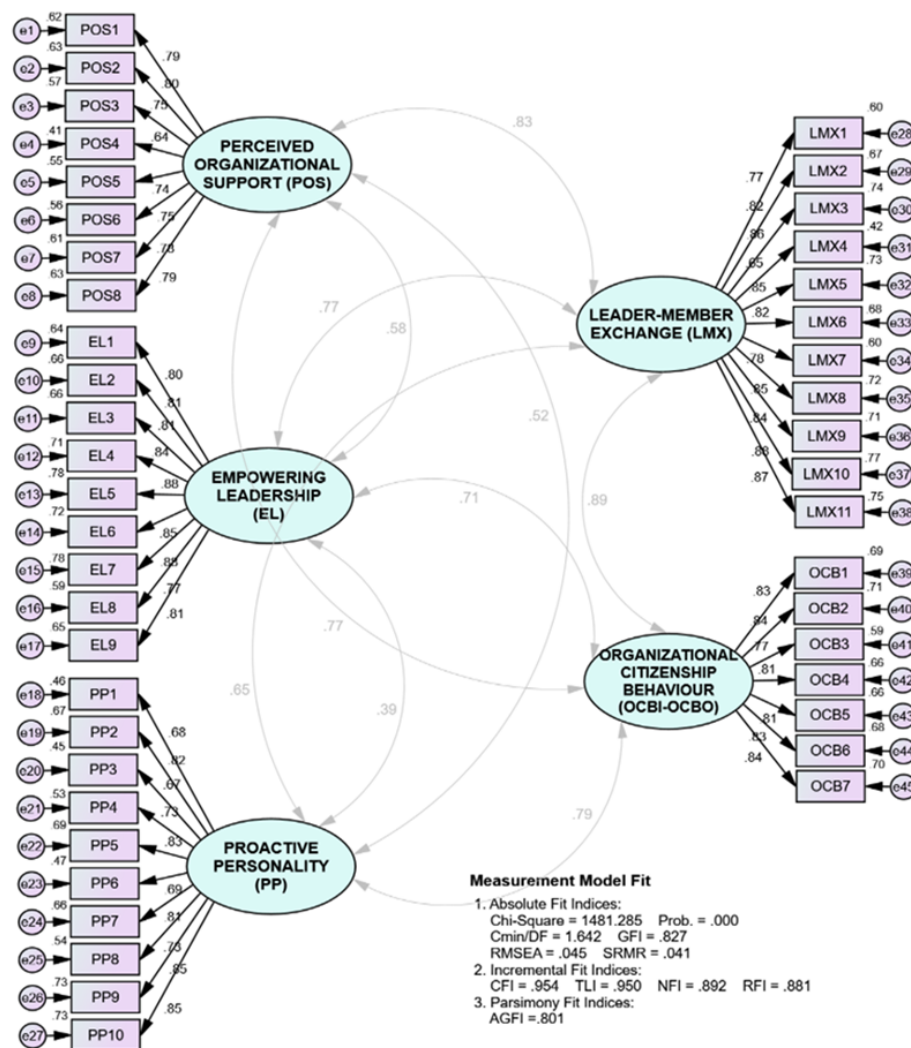 .62
e1 POS1 .79
.63
e2 POS2 .80
.57
e3 POS3 .75
.41
e4 POS4 .64
.55
e5 POS5 .74
.56
e6 POS6 .75
.61
e7 POS7 .78
.63
e8 POS8 .79
PERCEIVED
ORGANIZATIONAL
SUPPORT (POS)
.64
e9 EL1 .80
.66
e10 EL2 .81
.66
e11 EL3 .81
.71
e12 EL4 .84
.78
e13 EL5 .88
.72
e14 EL6 .85
.78
e15 EL7 .88
.59
e16 EL8 .77
.65
e17 EL9 .81
EMPOWERING
LEADERSHIP
(EL)
.46
e18 PP1 .68
.67
e19 PP2 .82
.45
e20 PP3 .67
.53
e21 PP4 .73
.69
e22 PP5 .83
.47
e23 PP6 .69
.66
e24 PP7 .81
.54
e25 PP8 .73
.73
e26 PP9 .85
.73
e27 PP10 .85
PROACTIVE
PERSONALITY
(PP)
.83
.77
.58
.52
.71
.89
.77
.65
.39
.79
LEADER-MEMBER
EXCHANGE (LMX)
.60
.77 LMX1 e28
.67
.82 LMX2 e29
.74
.86 LMX3 e30
.42
.65 LMX4 e31
.73
.85 LMX5 e32
.68
.82 LMX6 e33
.60
.78 LMX7 e34
.72
.85 LMX8 e35
.71
.84 LMX9 e36
.77
.88 LMX10 e37
.75
.87 LMX11 e38
ORGANIZATIONAL
CITIZENSHIP
BEHAVIOUR
(OCBI-OCBO)
.69
.83 OCB1 e39
.71
.84 OCB2 e40
.59
.77 OCB3 e41
.66
.81 OCB4 e42
.66
.81 OCB5 e43
.68
.83 OCB6 e44
.70
.84 OCB7 e45
Measurement Model Fit
1. Absolute Fit Indices:
Chi-Square = 1481.285 Prob. = .000
Cmin/DF = 1.642 GFI = .827
RMSEA = .045 SRMR = .041
2. Incremental Fit Indices:
CFI = .954 TLI = .950 NFI = .892 RFI = .881
3. Parsimony Fit Indices:
AGFI =.801